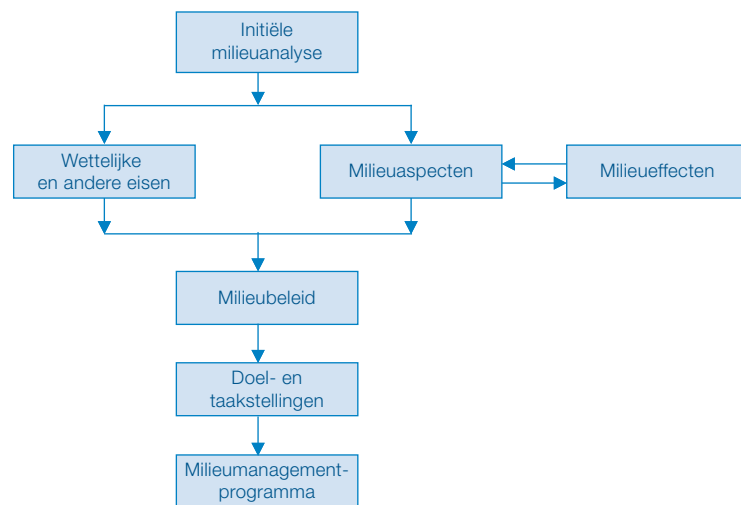 Initiële
milieuanalyse
Wettelijke
en andere eisen
Milieuaspecten
Milieueffecten
Milieubeleid
Doel- en
taakstellingen
Milieumanagement-
programma